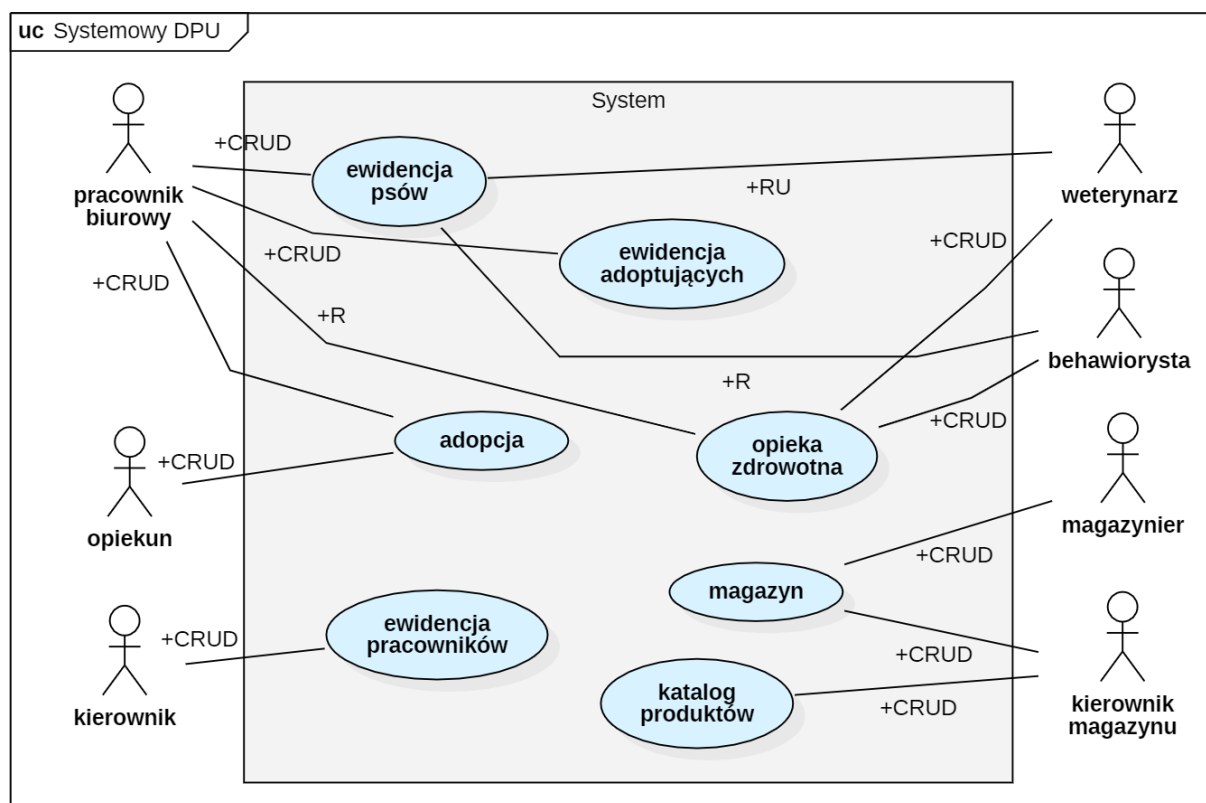 uc Systemowy DPU
System
+CRUD
ewidencja
psów
+RU
pracownik
biurowy
weterynarz
+CRUD
ewidencja
adoptujących
+CRUD
+CRUD
+R
behawiorysta
+R
+CRUD
adopcja
opieka
zdrowotna
+CRUD
opiekun
magazynier
+CRUD
magazyn
ewidencja
pracowników
+CRUD
+CRUD
katalog
produktów
+CRUD
kierownik
kierownik
magazynu